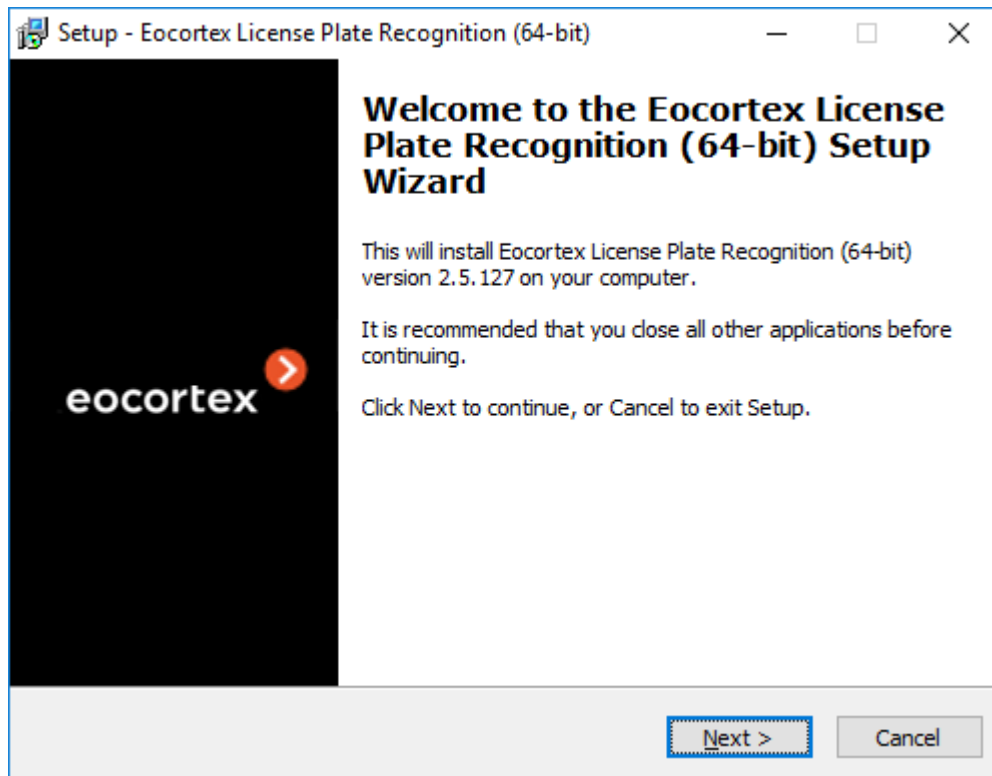 Setup - Eocortex License Plate Recognition (64-bit)
Welcome to the Eocortex License
Plate Recognition (64-bit) Setup
Wizard
This will install Eocortex License Plate Recognition (64-bit)
version 2.5.127 on your computer.
It is recommended that you close all other applications before
continuing.
eocortex
Click Next to continue, or Cancel to exit Setup.
Next >
Cancel